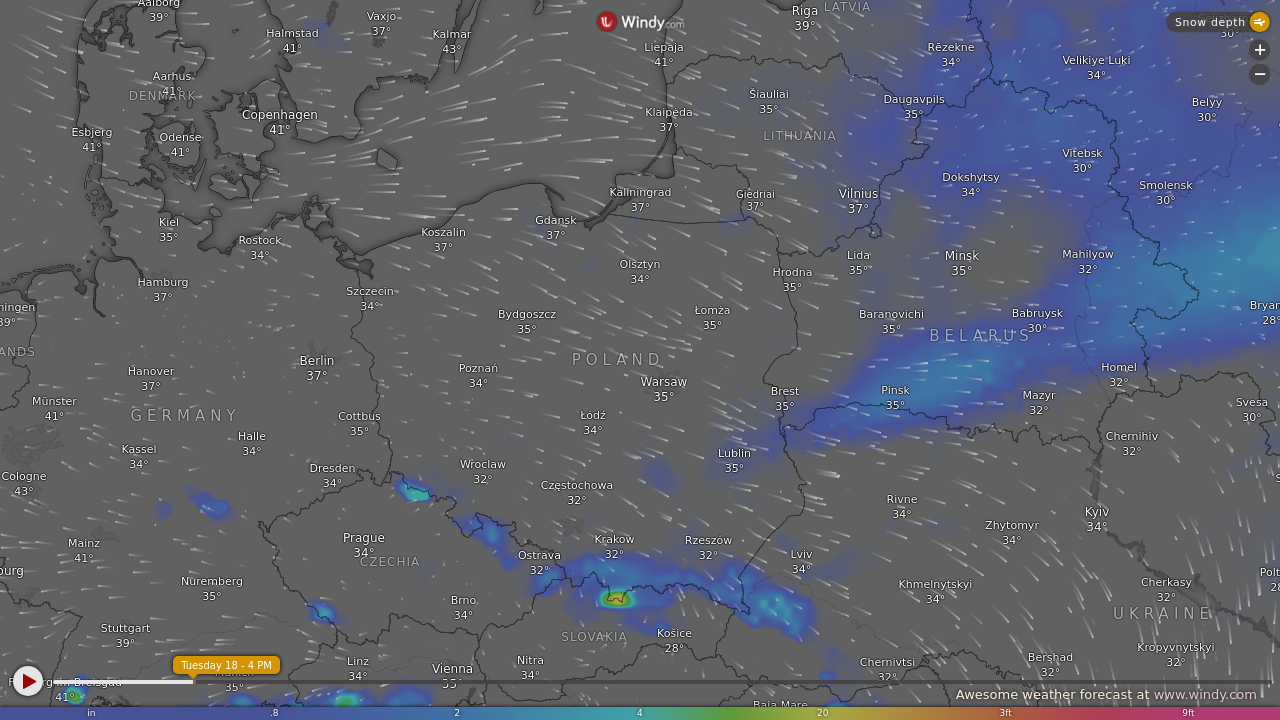 Aalborg
39°
Vaxjo
37°
Riga
39°
LATVIA
Windy.com
Snow depth
30°
Halmstad
41°
Kalmar
43°
Liepaja
41°
Rēzekne
34°
Velikiye Luki
34°
Aarhus
41°
DENMARK
Šiauliai
35°
Daugavpils
35°
Belyy
30°
Copenhagen
41°
Klaipėda
37°
LITHUANIA
Esbjerg
41°
Odense
41°
Vitebsk
30°
Dokshytsy
34°
Smolensk
30°
Kaliningrad
37°
Giedriai
37°
Vilnius
37°
Kiel
35°
Gdansk
37°
Koszalin
37°
Rostock
34°
Lida
35°
Minsk
35°
Mahilyow
32°
Olsztyn
34°
Hrodna
35°
Hamburg
37°
Szczecin
34°
ningen
39°
Bydgoszcz
35°
Łomża
35°
Baranovichi
35°
Babruysk
30°
Bryan
28°
BELARUS
ANDS
Berlin
37°
POLAND
Hanover
37°
Poznań
34°
Warsaw
35°
Brest
35°
Pinsk
35°
Homel
32°
Mazyr
32°
Münster
41°
GERMANY
Cottbus
35°
Łódź
34°
Svesa
30°
Halle
34°
Chernihiv
32°
Kassel
34°
Lublin
35°
Dresden
34°
Wroclaw
32°
Cologne
43°
Częstochowa
32°
S
Rivne
34°
Kyiv
34°
Zhytomyr
34°
Prague
34°
Mainz
41°
Krakow
32°
Rzeszów
32°
Ostrava
32°
Lviv
34°
CZECHIA
ourg
Nuremberg
35°
Khmelnytskyi
34°
Cherkasy
32°
Polt
28
Brno
34°
UKRAINE
Stuttgart
39°
SLOVAKIA
Košice
28°
Kropyvnytskyi
32°
Tuesday 18 - 4 PM
Linz
34°
Vienna
35°
Nitra
34°
Chernivtsi
32°
Bershad
32°
35°
41°
Awesome weather forecast at www.windy.com
Baia Mare
in .8 2 4 20 3ft 9ft